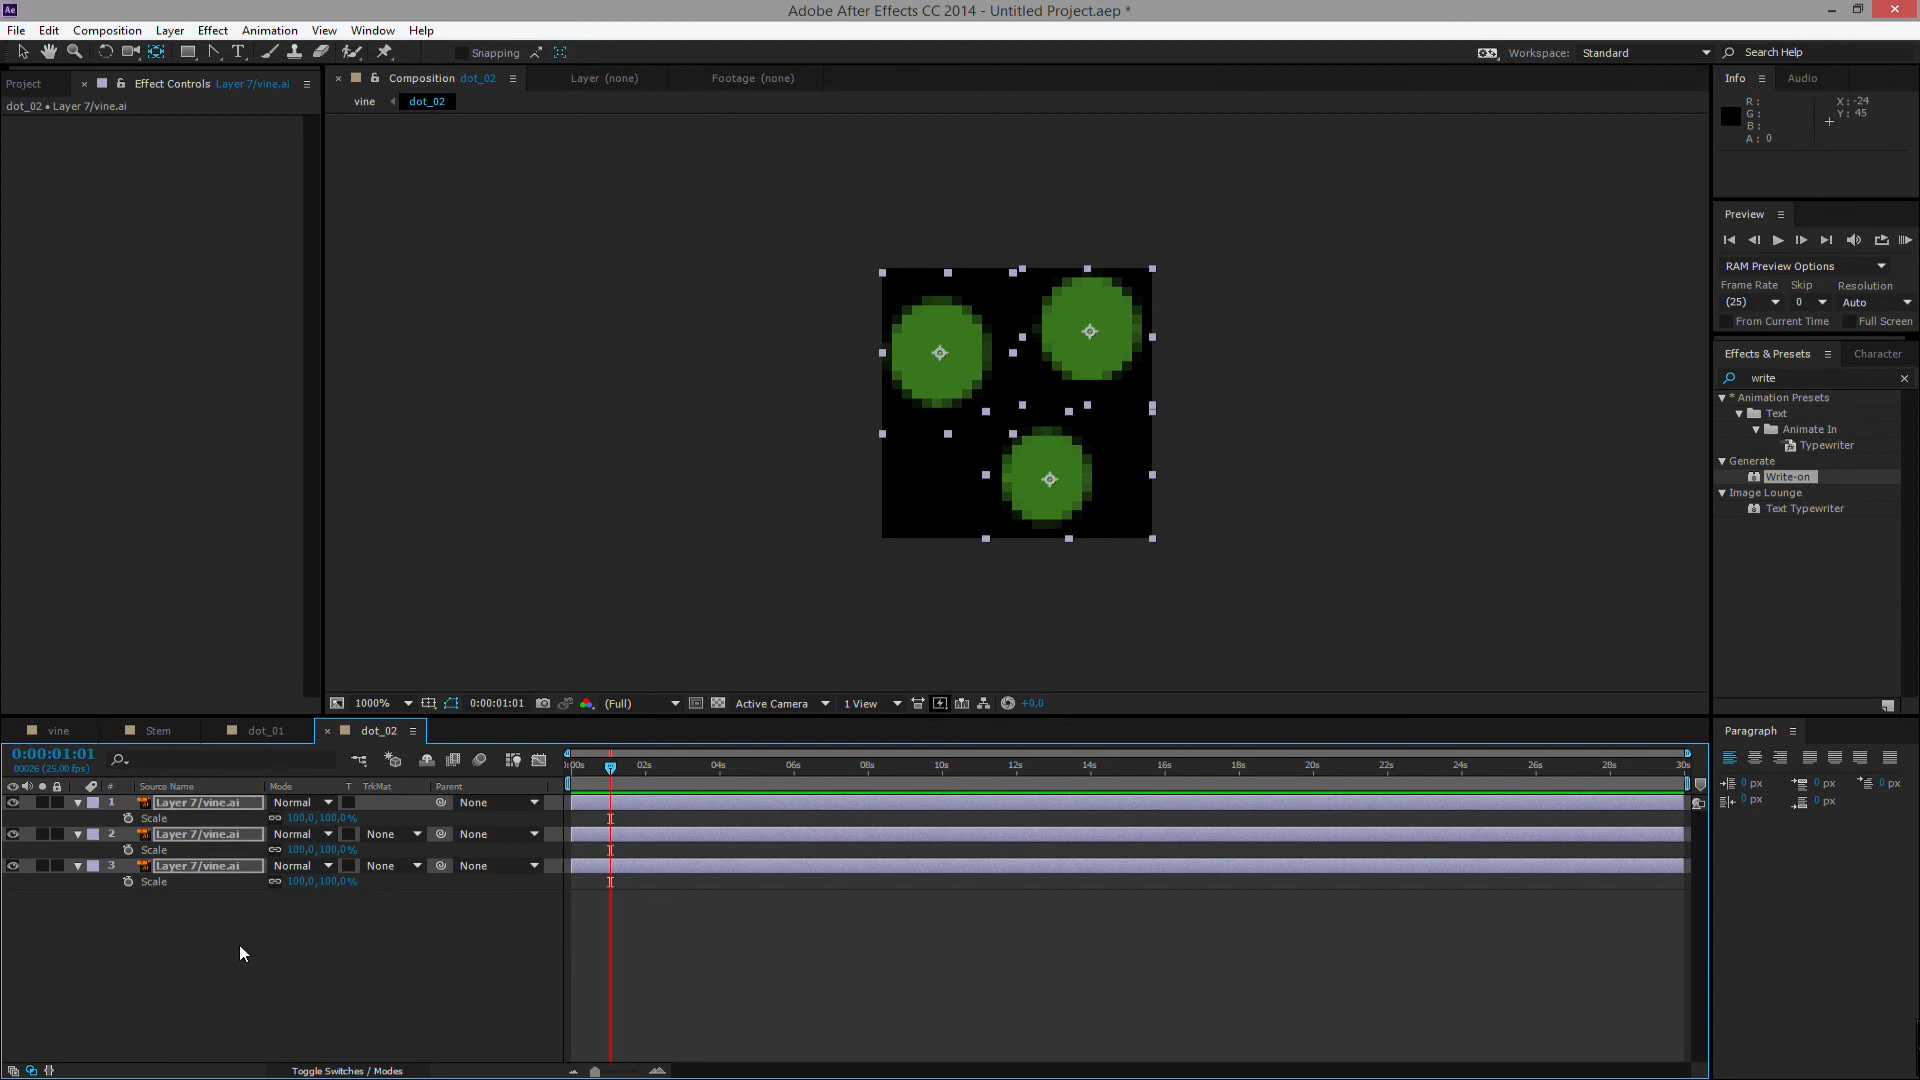 Ae Adobe After Effects CC 2014 - Untitled Project.aep *
File Edit Composition Layer Effect Animation View Window Help
T Snapping Workspace: Standard Search Help
Project × Effect Controls Layer 7/vine.ai
dot_02 • Layer 7/vine.ai
× Composition dot_02 Layer (none) Footage (none)
vine dot_02
Info Audio
R: X: -24
G: Y: 45
B:
A: 0
Preview
RAM Preview Options
Frame Rate Skip Resolution
(25) 0 Auto
From Current Time Full Screen
Effects & Presets Character
write
* Animation Presets
Text
Animate In
Typewriter
Generate
Write-on
Image Lounge
Text Typewriter
1000% 0:00:01:01 (Full) Active Camera 1 View +0,0
vine Stem dot_01 × dot_02
0:00:01:01
00026 (25.00 fps)
:00s 02s 04s 06s 08s 10s 12s 14s 16s 18s 20s 22s 24s 26s 28s 30s
# Source Name Mode T TrkMat Parent
1 Layer 7/vine.ai Normal None
Scale 100,0,100,0%
2 Layer 7/vine.ai Normal None None
Scale 100,0,100,0%
3 Layer 7/vine.ai Normal None None
Scale 100,0,100,0%
Toggle Switches / Modes
Paragraph
0 px 0 px 0 px
0 px 0 px